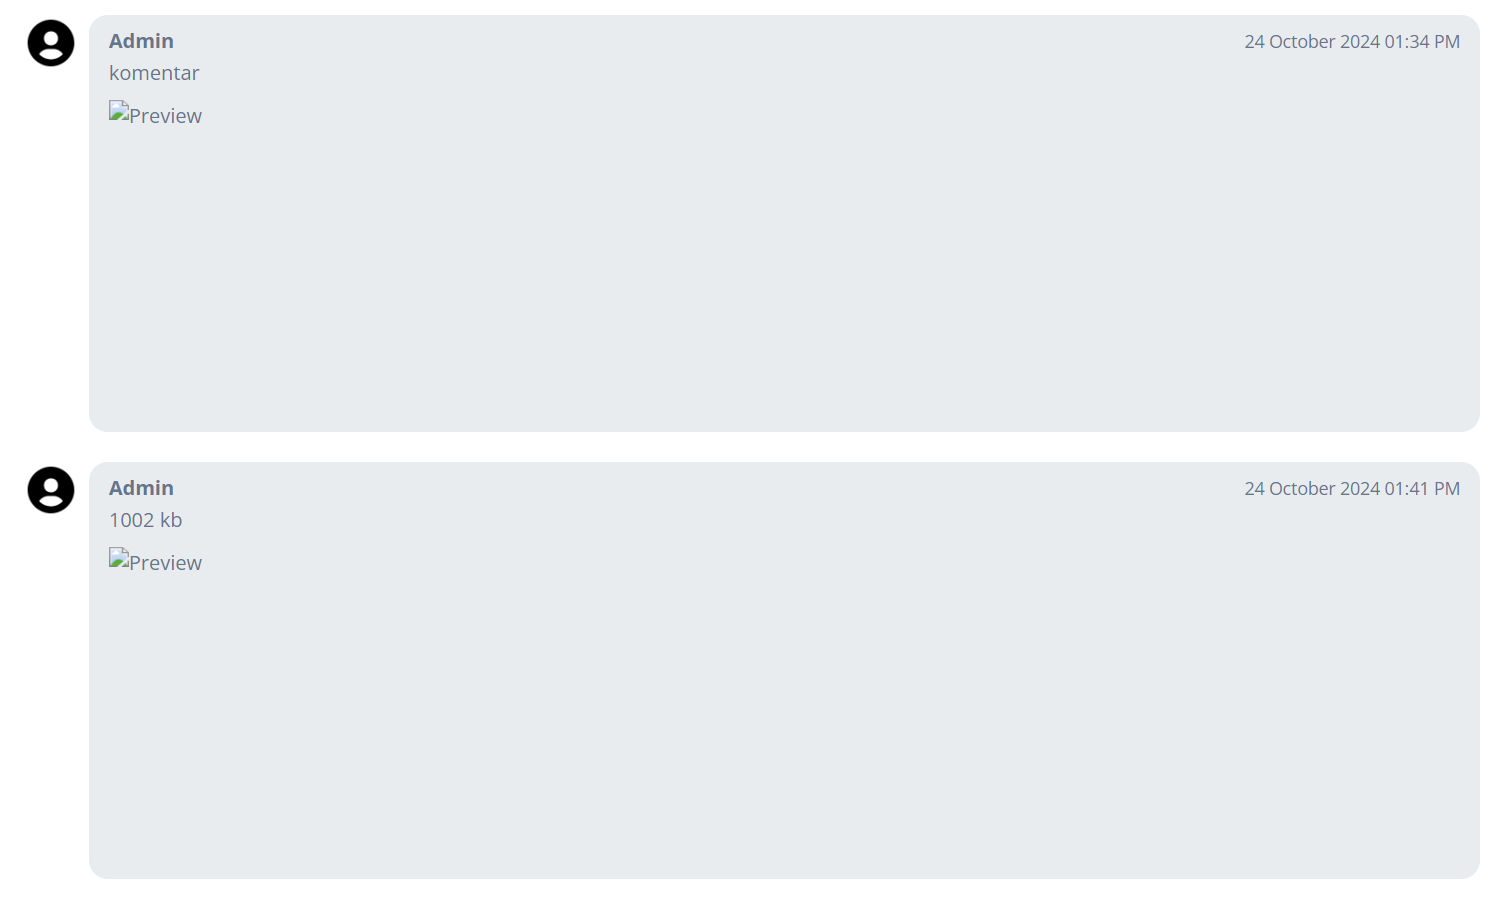 Admin 24 October 2024 01:34 PM
komentar
Preview
Admin 24 October 2024 01:41 PM
1002 kb
Preview